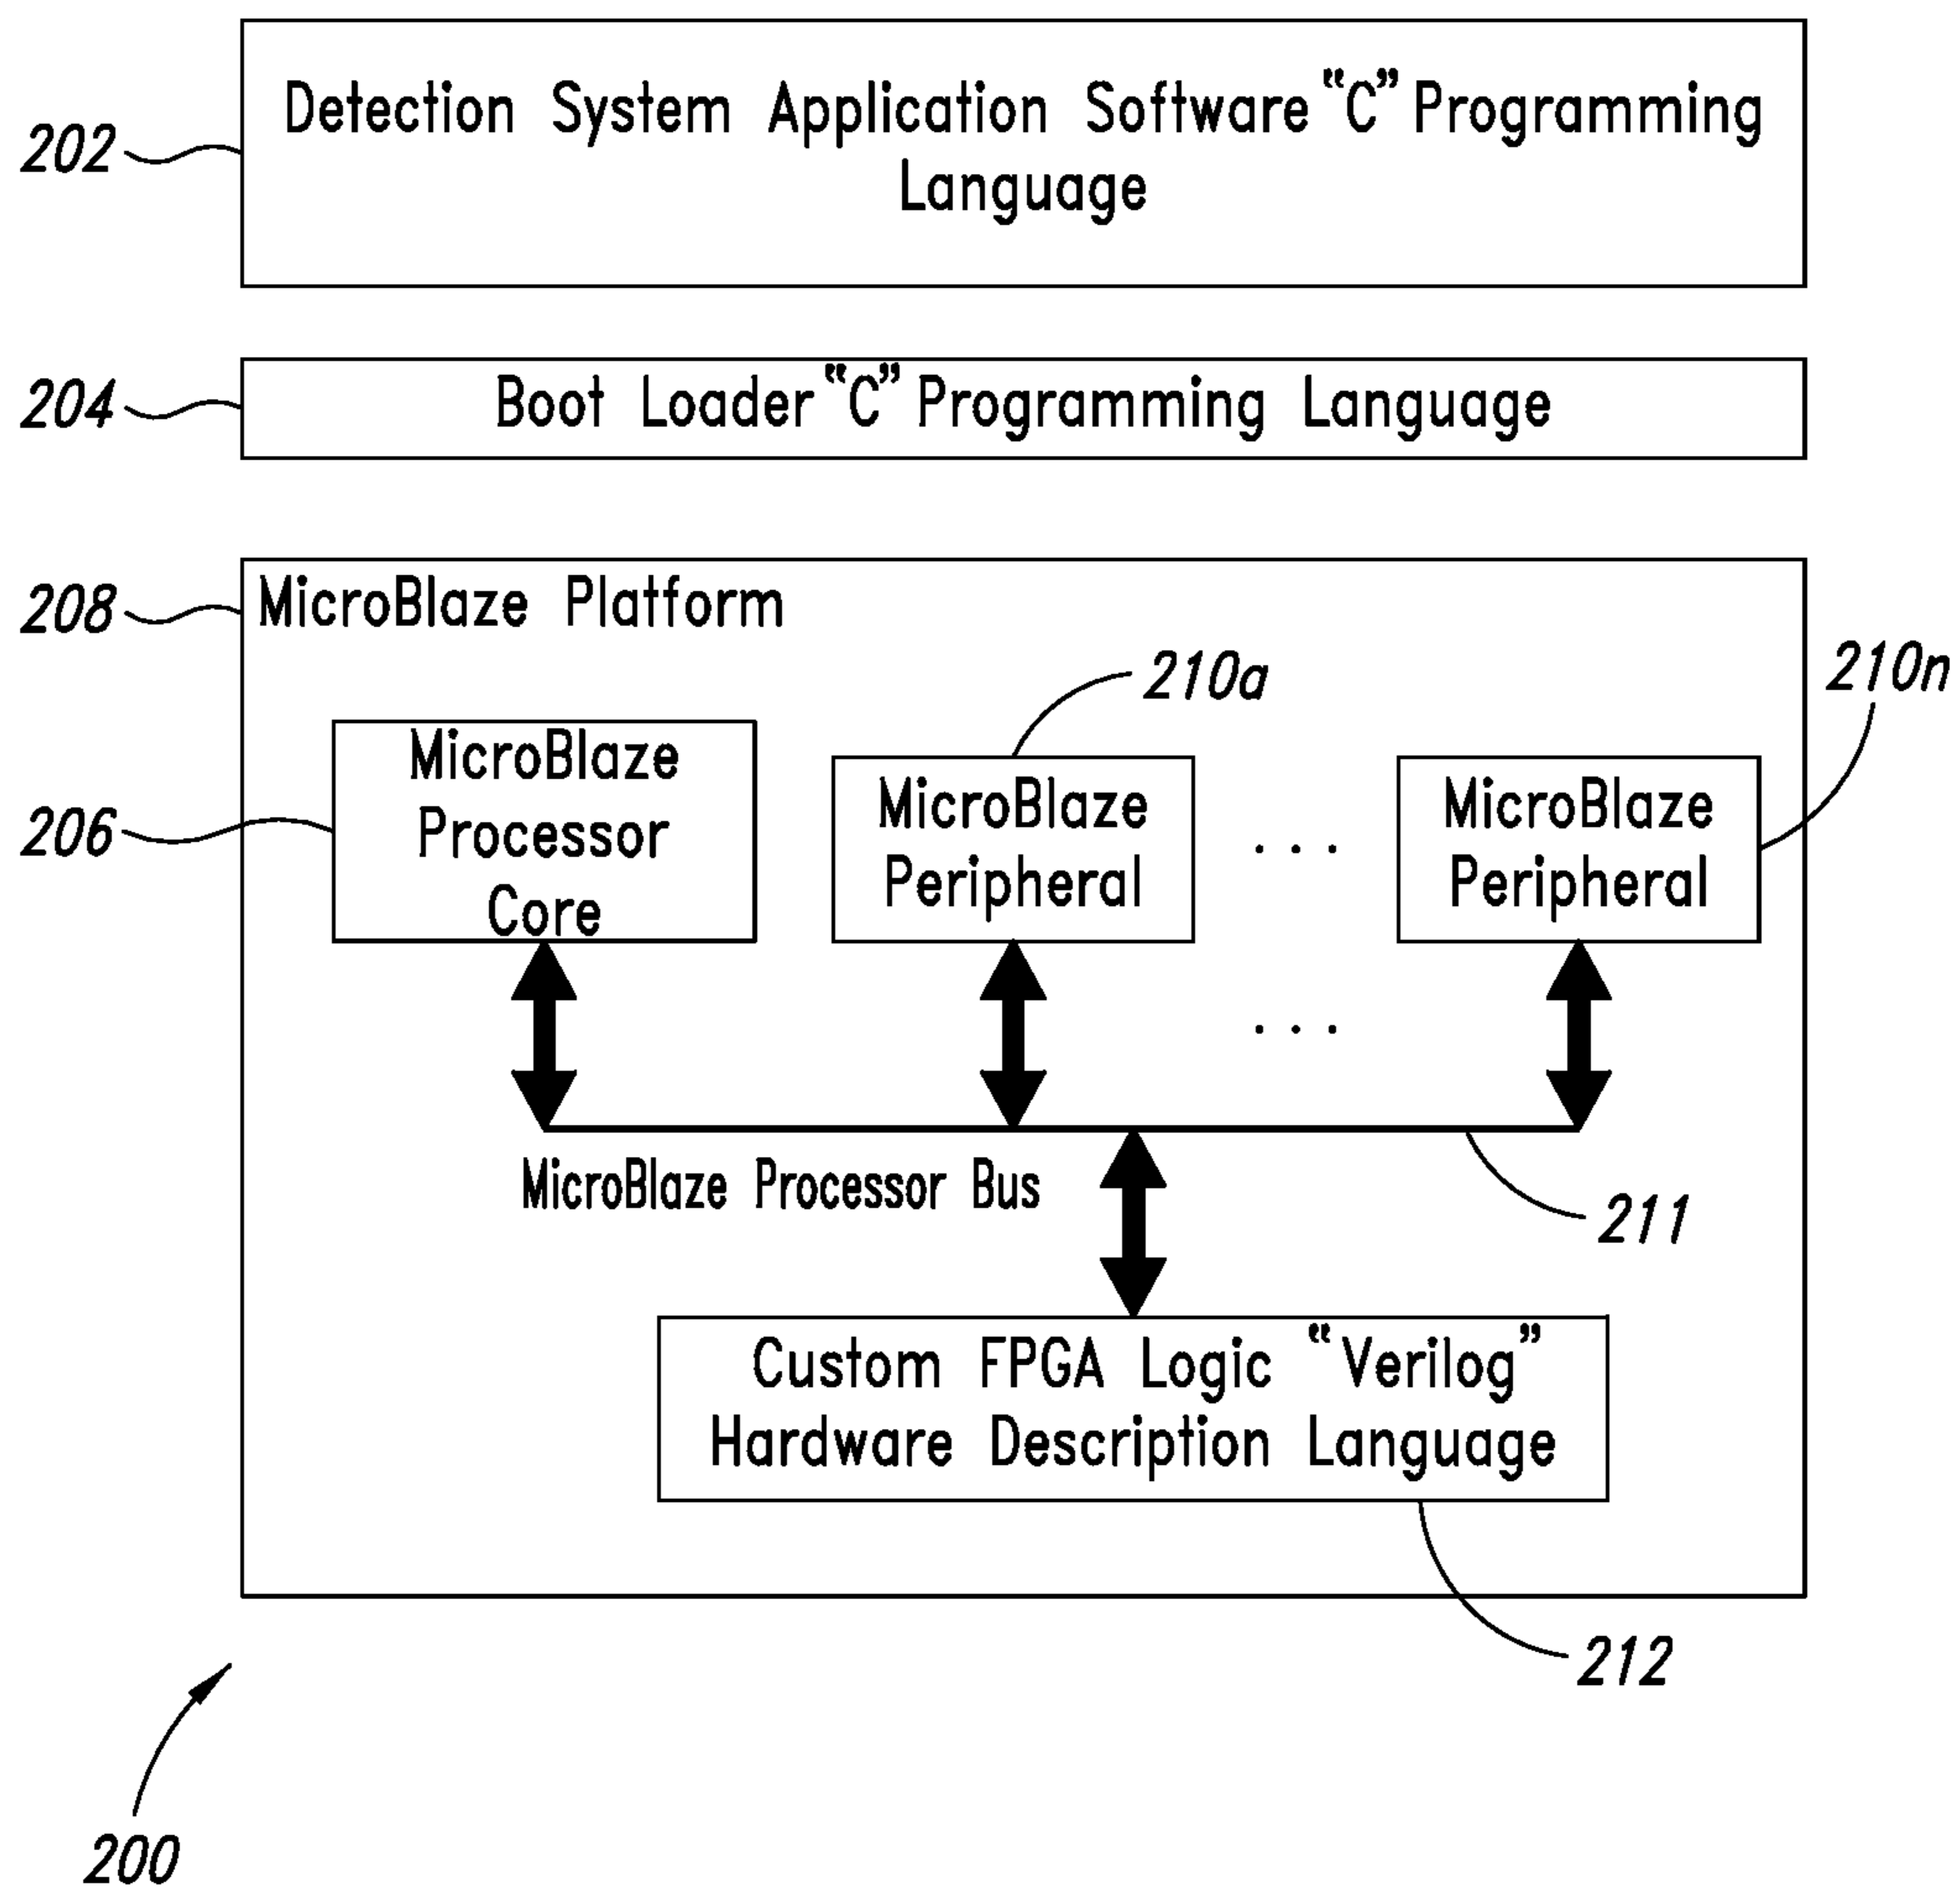 Detection System Application Software “C” Programming
Language
202
204
Boot Loader “C” Programming Language
208
MicroBlaze Platform
210a
210n
MicroBlaze
Processor
Core
206
MicroBlaze
Peripheral
. . .
MicroBlaze
Peripheral
. . .
MicroBlaze Processor Bus
211
Custom FPGA Logic “Verilog”
Hardware Description Language
212
200